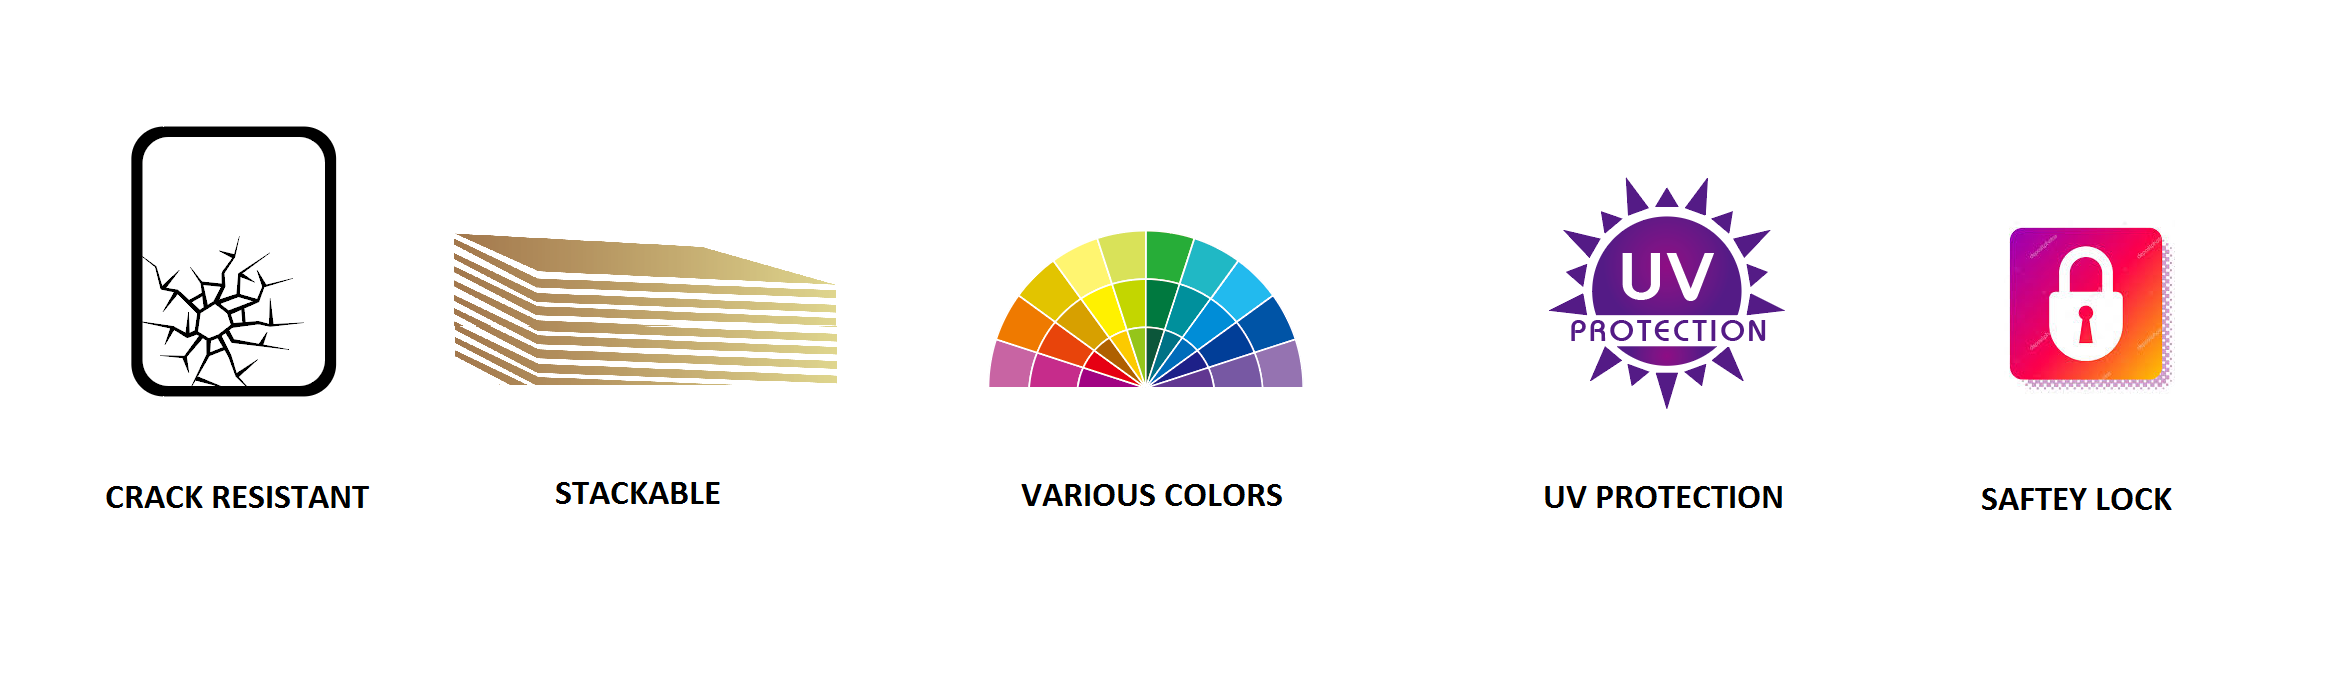 UV
PROTECTION
CRACK RESISTANT
STACKABLE
VARIOUS COLORS
UV PROTECTION
SAFTEY LOCK